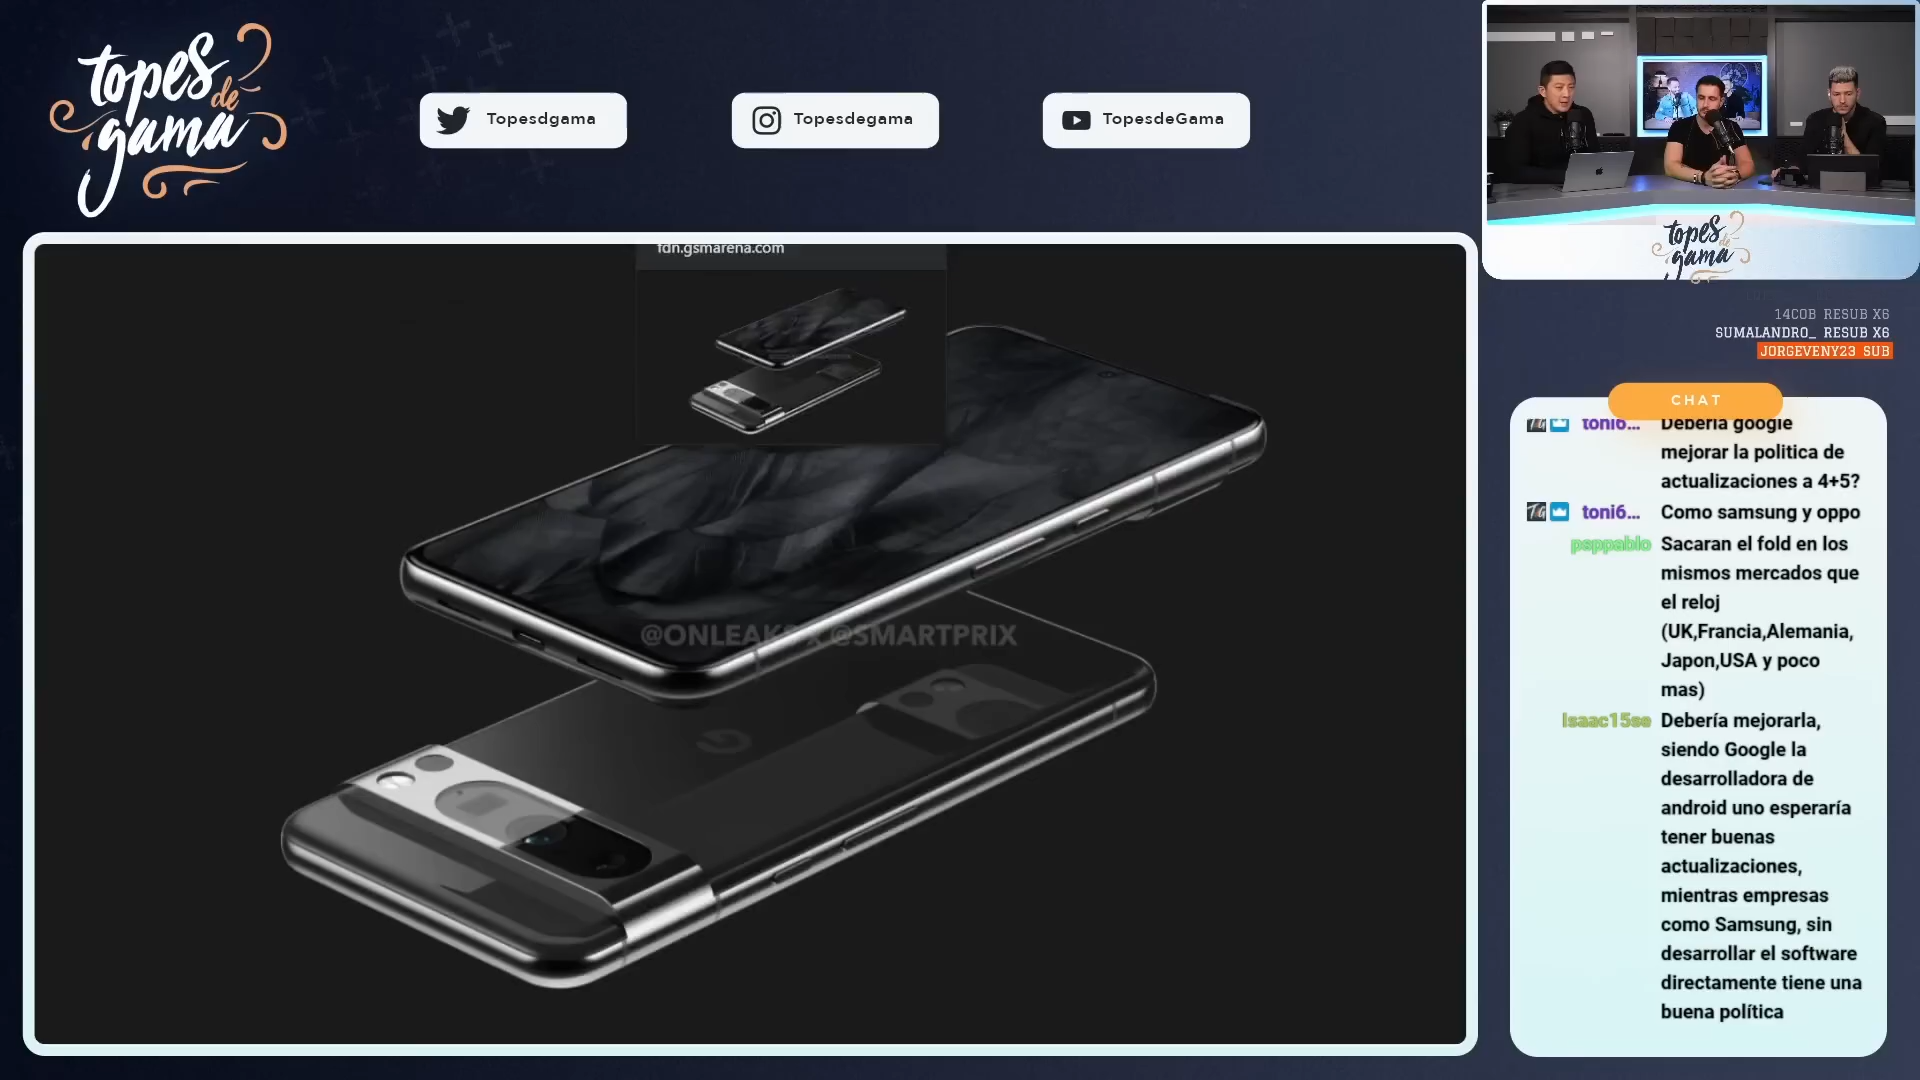 topes
de
gama
Topesdgama
Topesdegama
TopesdeGama
fdn.gsmarena.com
@ONLEAKS X @SMARTPRIX
topes
de
gama
14COB RESUB X6
SUMALANDRO_ RESUB X6
JORGEVENY23 SUB
CHAT
toni6... Debería google
mejorar la politica de
actualizaciones a 4+5?
toni6... Como samsung y oppo
psppablo Sacaran el fold en los
mismos mercados que
el reloj
(UK,Francia,Alemania,
Japon,USA y poco
mas)
Isaac15se Debería mejorarla,
siendo Google la
desarrolladora de
android uno esperaría
tener buenas
actualizaciones,
mientras empresas
como Samsung, sin
desarrollar el software
directamente tiene una
buena política